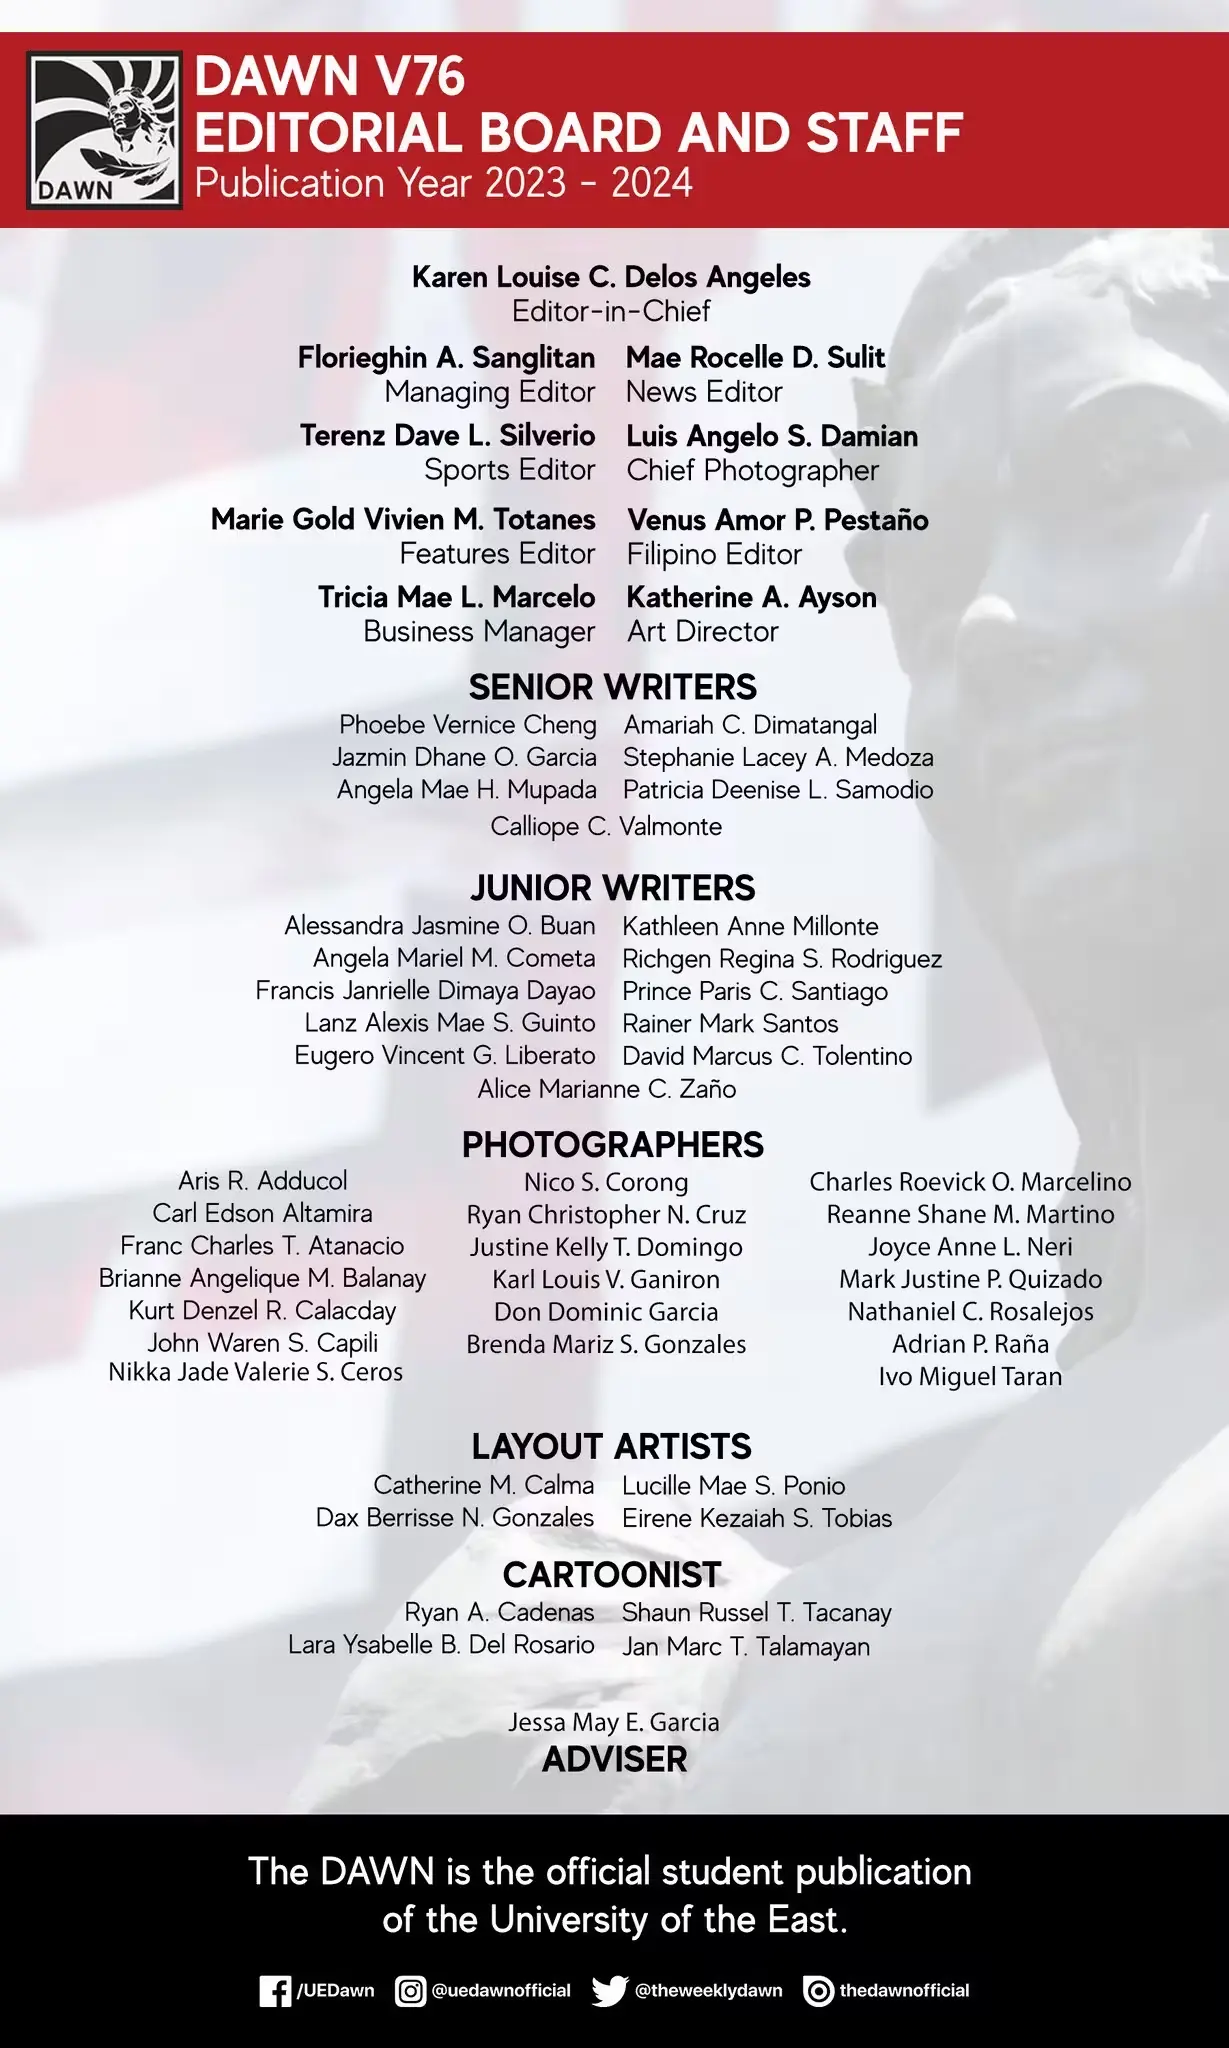 DAWN
DAWN V76
EDITORIAL BOARD AND STAFF
Publication Year 2023 - 2024
Karen Louise C. Delos Angeles
Editor-in-Chief
Florieghin A. Sanglitan
Managing Editor
Mae Rocelle D. Sulit
News Editor
Terenz Dave L. Silverio
Sports Editor
Luis Angelo S. Damian
Chief Photographer
Marie Gold Vivien M. Totanes
Features Editor
Venus Amor P. Pestaño
Filipino Editor
Tricia Mae L. Marcelo
Business Manager
Katherine A. Ayson
Art Director
SENIOR WRITERS
Phoebe Vernice Cheng
Jazmin Dhane O. Garcia
Angela Mae H. Mupada
Amariah C. Dimatangal
Stephanie Lacey A. Medoza
Patricia Deenise L. Samodio
Calliope C. Valmonte
JUNIOR WRITERS
Alessandra Jasmine O. Buan
Angela Mariel M. Cometa
Francis Janrielle Dimaya Dayao
Lanz Alexis Mae S. Guinto
Eugero Vincent G. Liberato
Kathleen Anne Millonte
Richgen Regina S. Rodriguez
Prince Paris C. Santiago
Rainer Mark Santos
David Marcus C. Tolentino
Alice Marianne C. Zaño
PHOTOGRAPHERS
Aris R. Adducol
Carl Edson Altamira
Franc Charles T. Atanacio
Brianne Angelique M. Balanay
Kurt Denzel R. Calacday
John Waren S. Capili
Nikka Jade Valerie S. Ceros
Nico S. Corong
Ryan Christopher N. Cruz
Justine Kelly T. Domingo
Karl Louis V. Ganiron
Don Dominic Garcia
Brenda Mariz S. Gonzales
Charles Roevick O. Marcelino
Reanne Shane M. Martino
Joyce Anne L. Neri
Mark Justine P. Quizado
Nathaniel C. Rosalejos
Adrian P. Raña
Ivo Miguel Taran
LAYOUT ARTISTS
Catherine M. Calma
Dax Berrisse N. Gonzales
Lucille Mae S. Ponio
Eirene Kezaiah S. Tobias
CARTOONIST
Ryan A. Cadenas
Lara Ysabelle B. Del Rosario
Shaun Russel T. Tacanay
Jan Marc T. Talamayan
Jessa May E. Garcia
ADVISER
The DAWN is the official student publication
of the University of the East.
/UEDawn
@uedawnofficial
@theweeklydawn
thedawnofficial